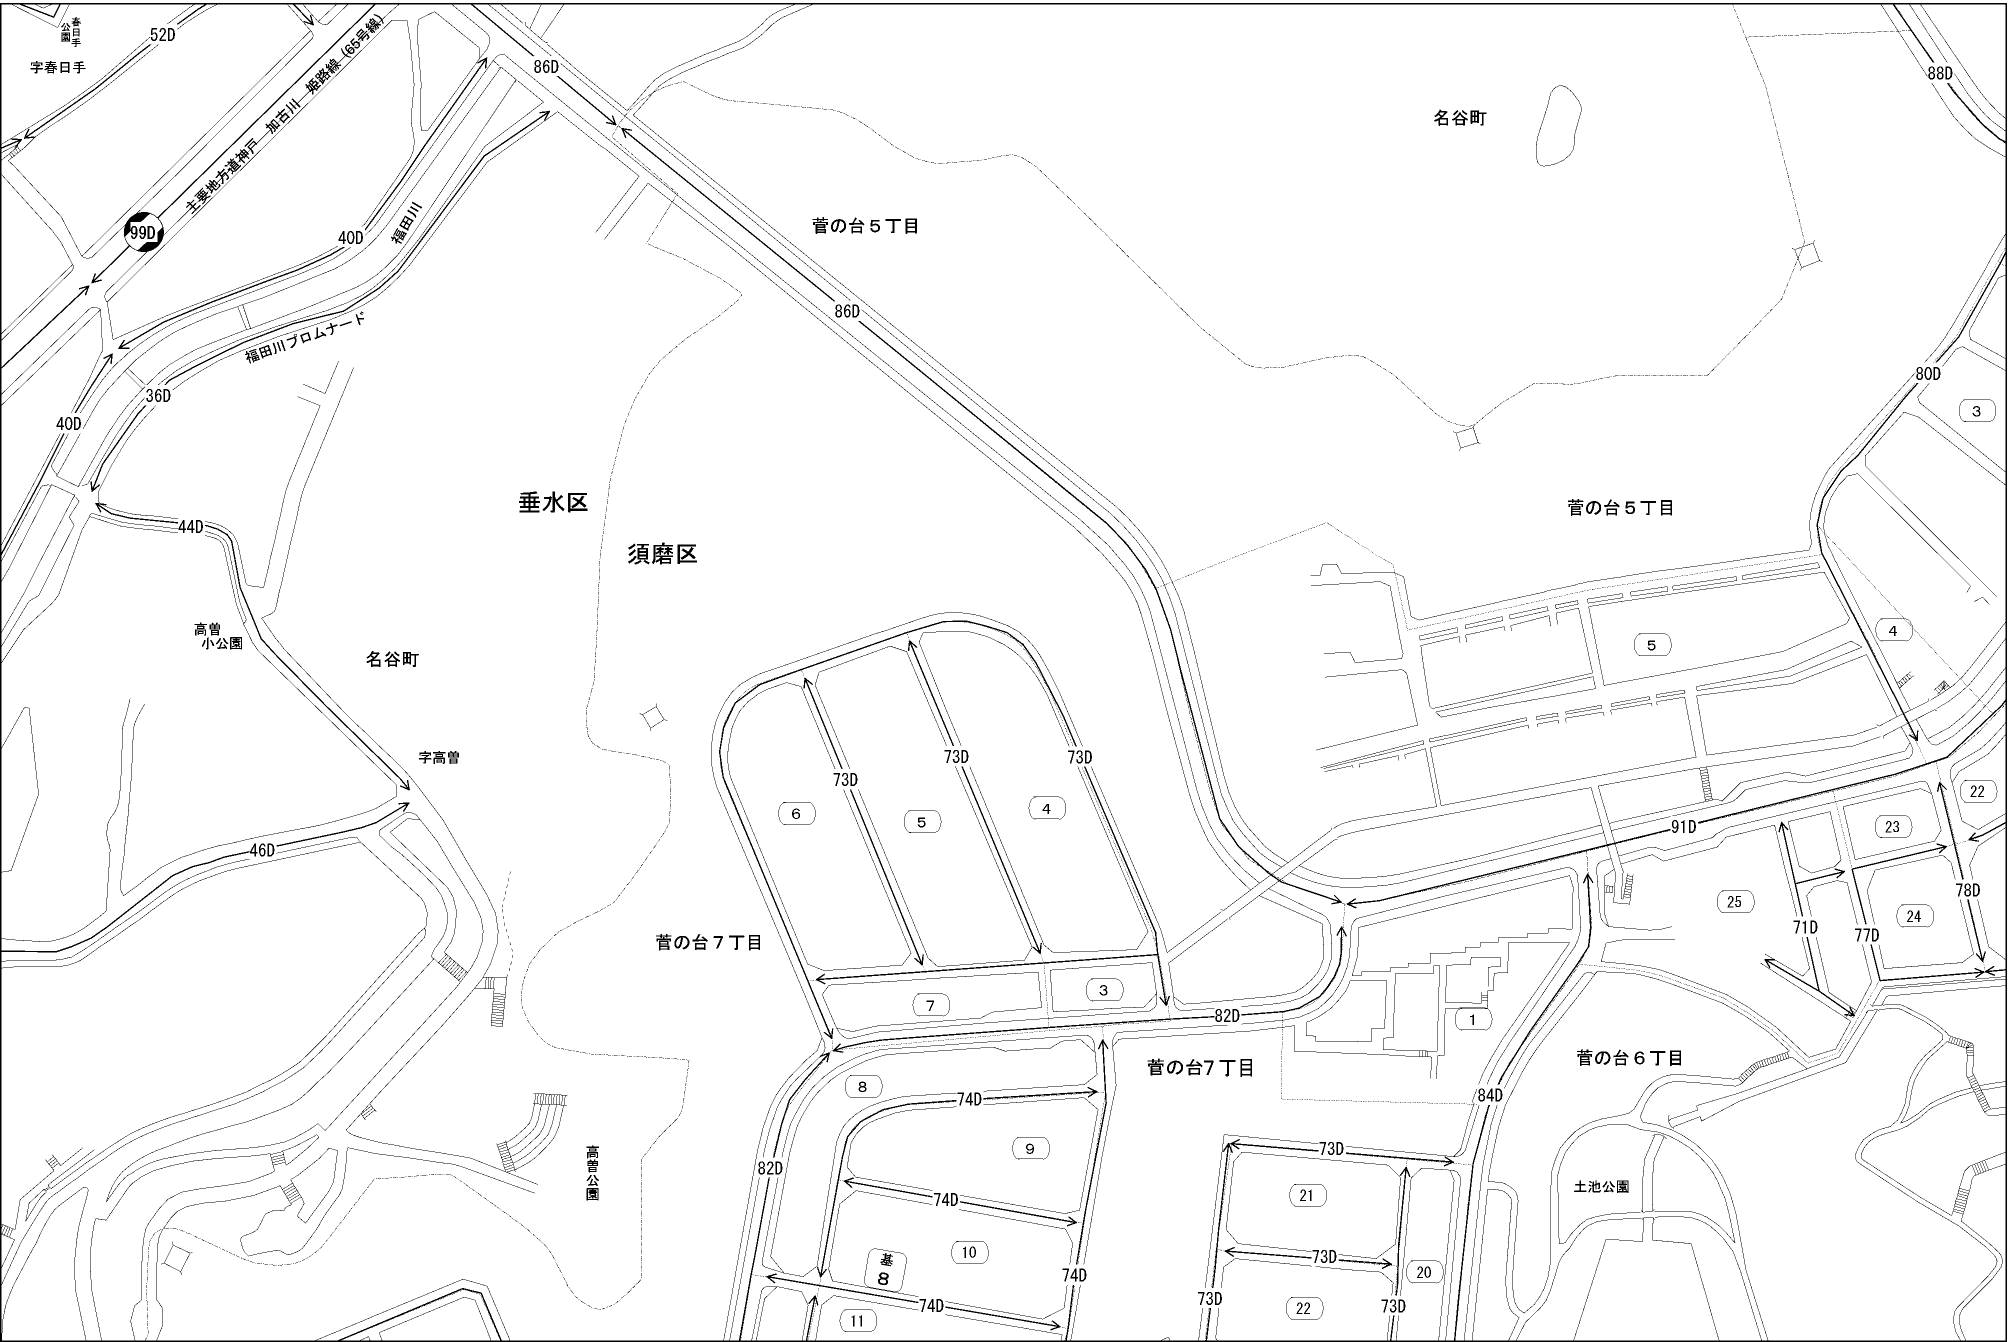 春日手
公園
52D
字春日手
主要地方道神戸 加古川 姫路線 (65号線)
86D
88D
名谷町
99D
40D
福田川
菅の台5丁目
86D
福田川プロムナード
36D
40D
80D
3
垂水区
須磨区
菅の台5丁目
44D
高曽
小公園
名谷町
4
5
字高曽
73D
73D
73D
6
5
4
22
23
91D
46D
78D
25
24
71D
77D
菅の台7丁目
7
3
82D
1
菅の台7丁目
菅の台6丁目
8
74D
84D
9
73D
高曽公園
82D
74D
21
土池公園
10
基
8
74D
73D
20
74D
73D
22
73D
11